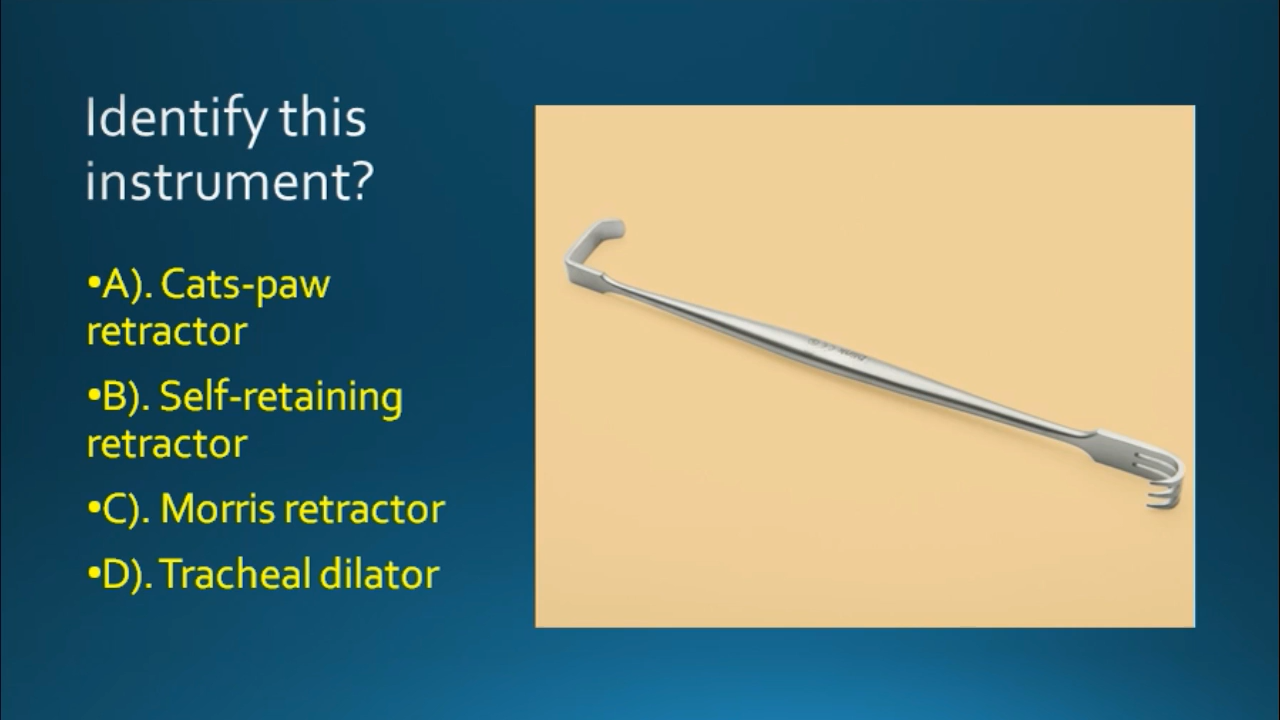 Identify this
instrument?
•A). Cats-paw
retractor
•B). Self-retaining
retractor
•C). Morris retractor
•D). Tracheal dilator